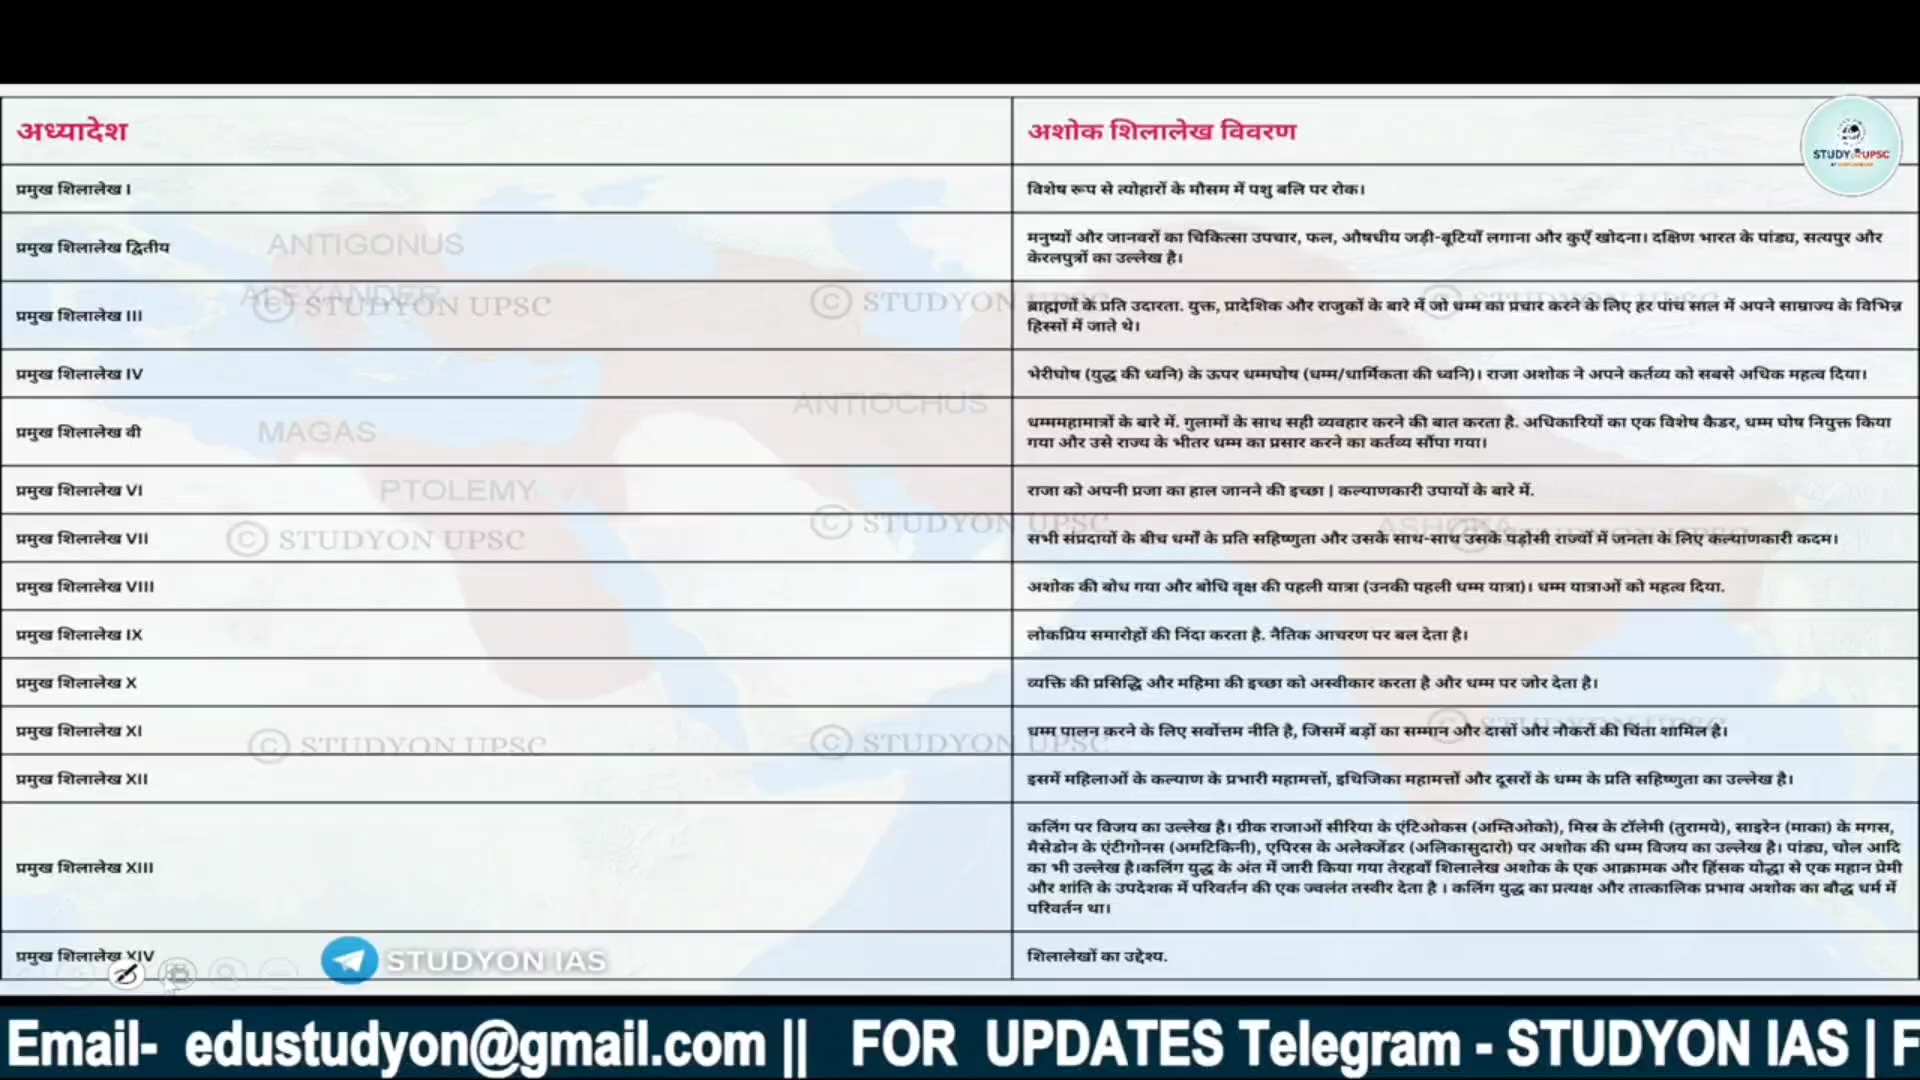 अध्यादेश
अशोक शिलालेख विवरण
STUDYONUPSC
प्रमुख शिलालेख I
विशेष रूप से त्योहारों के मौसम में पशु बलि पर रोक।
प्रमुख शिलालेख द्वितीय
ANTIGONUS
मनुष्यों और जानवरों का चिकित्सा उपचार, फल, औषधीय जड़ी-बूटियाँ लगाना और कुएँ खोदना। दक्षिण भारत के पांड्य, सत्यपुर और
केरलपुत्रों का उल्लेख है।
ALEXANDER
© STUDYON UPSC
© STUDYON UPSC
© STUDYON UPSC
प्रमुख शिलालेख III
ब्राह्मणों के प्रति उदारता. युक्त, प्रादेशिक और राजुकों के बारे में जो धम्म का प्रचार करने के लिए हर पांच साल में अपने साम्राज्य के विभिन्न
हिस्सों में जाते थे।
प्रमुख शिलालेख IV
भेरीघोष (युद्ध की ध्वनि) के ऊपर धम्मघोष (धम्म/धार्मिकता की ध्वनि)। राजा अशोक ने अपने कर्तव्य को सबसे अधिक महत्व दिया।
ANTIOCHUS
प्रमुख शिलालेख वी
MAGAS
धम्ममहामात्रों के बारे में. गुलामों के साथ सही व्यवहार करने की बात करता है. अधिकारियों का एक विशेष कैडर, धम्म घोष नियुक्त किया
गया और उसे राज्य के भीतर धम्म का प्रसार करने का कर्तव्य सौंपा गया।
प्रमुख शिलालेख VI
PTOLEMY
राजा को अपनी प्रजा का हाल जानने की इच्छा | कल्याणकारी उपायों के बारे में.
© STUDYON UPSC
© STUDYON UPSC
ASHOKA
© STUDYON UPSC
प्रमुख शिलालेख VII
सभी संप्रदायों के बीच धर्मों के प्रति सहिष्णुता और उसके साथ-साथ उसके पड़ोसी राज्यों में जनता के लिए कल्याणकारी कदम।
प्रमुख शिलालेख VIII
अशोक की बोध गया और बोधि वृक्ष की पहली यात्रा (उनकी पहली धम्म यात्रा)। धम्म यात्राओं को महत्व दिया.
प्रमुख शिलालेख IX
लोकप्रिय समारोहों की निंदा करता है. नैतिक आचरण पर बल देता है।
प्रमुख शिलालेख X
व्यक्ति की प्रसिद्धि और महिमा की इच्छा को अस्वीकार करता है और धम्म पर जोर देता है।
प्रमुख शिलालेख XI
© STUDYON UPSC
© STUDYON UPSC
© STUDYON UPSC
धम्म पालन करने के लिए सर्वोत्तम नीति है, जिसमें बड़ों का सम्मान और दासों और नौकरों की चिंता शामिल है।
प्रमुख शिलालेख XII
इसमें महिलाओं के कल्याण के प्रभारी महामत्तों, इथिजिका महामत्तों और दूसरों के धम्म के प्रति सहिष्णुता का उल्लेख है।
प्रमुख शिलालेख XIII
कलिंग पर विजय का उल्लेख है। ग्रीक राजाओं सीरिया के एंटिओकस (अम्तिओको), मिस्र के टॉलेमी (तुरामये), साइरेन (माका) के मगस,
मैसेडोन के एंटीगोनस (अमटिकिनी), एपिरस के अलेक्जेंडर (अलिकासुदारो) पर अशोक की धम्म विजय का उल्लेख है। पांड्य, चोल आदि
का भी उल्लेख है।कलिंग युद्ध के अंत में जारी किया गया तेरहवाँ शिलालेख अशोक के एक आक्रामक और हिंसक योद्धा से एक महान प्रेमी
और शांति के उपदेशक में परिवर्तन की एक ज्वलंत तस्वीर देता है । कलिंग युद्ध का प्रत्यक्ष और तात्कालिक प्रभाव अशोक का बौद्ध धर्म में
परिवर्तन था।
प्रमुख शिलालेख XIV
STUDYON IAS
शिलालेखों का उद्देश्य.
Email- edustudyon@gmail.com || FOR UPDATES Telegram - STUDYON IAS | F